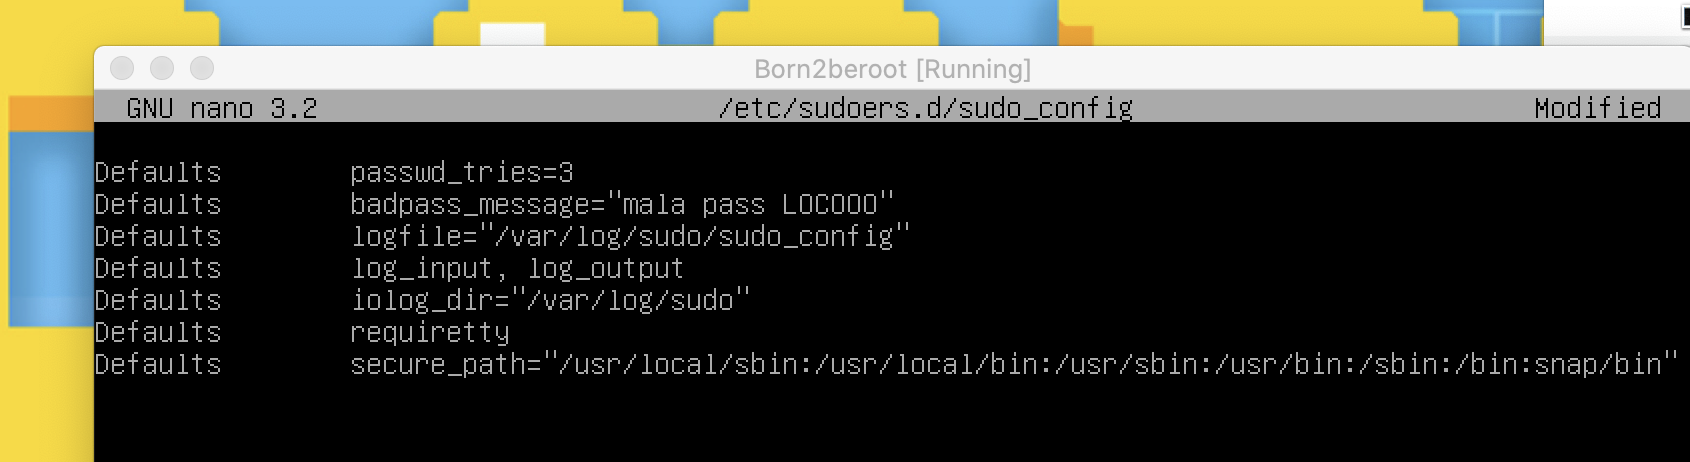 Born2beroot [Running]
GNU nano 3.2 /etc/sudoers.d/sudo_config Modified
Defaults passwd_tries=3
Defaults badpass_message="mala pass LOCOOO"
Defaults logfile="/var/log/sudo/sudo_config"
Defaults log_input, log_output
Defaults iolog_dir="/var/log/sudo"
Defaults requiretty
Defaults secure_path="/usr/local/sbin:/usr/local/bin:/usr/sbin:/usr/bin:/sbin:/bin:snap/bin"